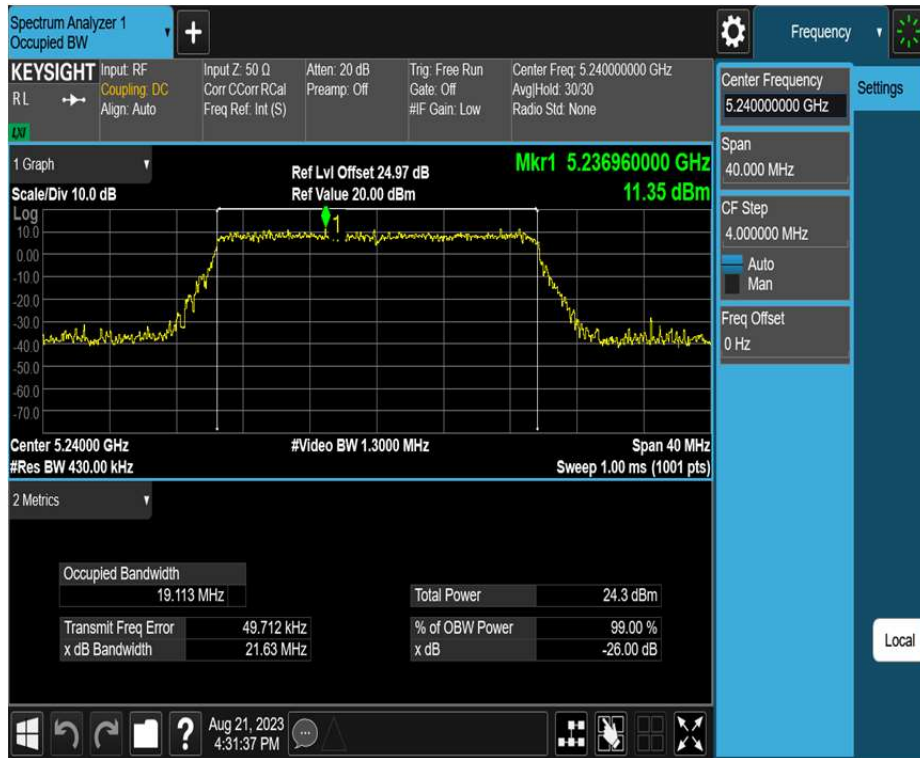 Spectrum Analyzer 1
Occupied BW
+
Frequency
KEYSIGHT
R L
LXI
Input: RF
Coupling: DC
Align: Auto
Input Z: 50 Ω
Corr CCorr RCal
Freq Ref: Int (S)
Atten: 20 dB
Preamp: Off
Trig: Free Run
Gate: Off
#IF Gain: Low
Center Freq: 5.240000000 GHz
Avg|Hold: 30/30
Radio Std: None
Center Frequency
5.240000000 GHz
Settings
Span
40.000 MHz
CF Step
4.000000 MHz
Auto
Man
Freq Offset
0 Hz
Local
1 Graph
Scale/Div 10.0 dB
Ref Lvl Offset 24.97 dB
Ref Value 20.00 dBm
Mkr1 5.236960000 GHz
11.35 dBm
Log
1
10.0
0.00
-10.0
-20.0
-30.0
-40.0
-50.0
-60.0
-70.0
Center 5.24000 GHz
#Video BW 1.3000 MHz
Span 40 MHz
#Res BW 430.00 kHz
Sweep 1.00 ms (1001 pts)
2 Metrics
Occupied Bandwidth
19.113 MHz
Total Power 24.3 dBm
Transmit Freq Error 49.712 kHz
% of OBW Power 99.00 %
x dB Bandwidth 21.63 MHz
x dB -26.00 dB
?
Aug 21, 2023
4:31:37 PM